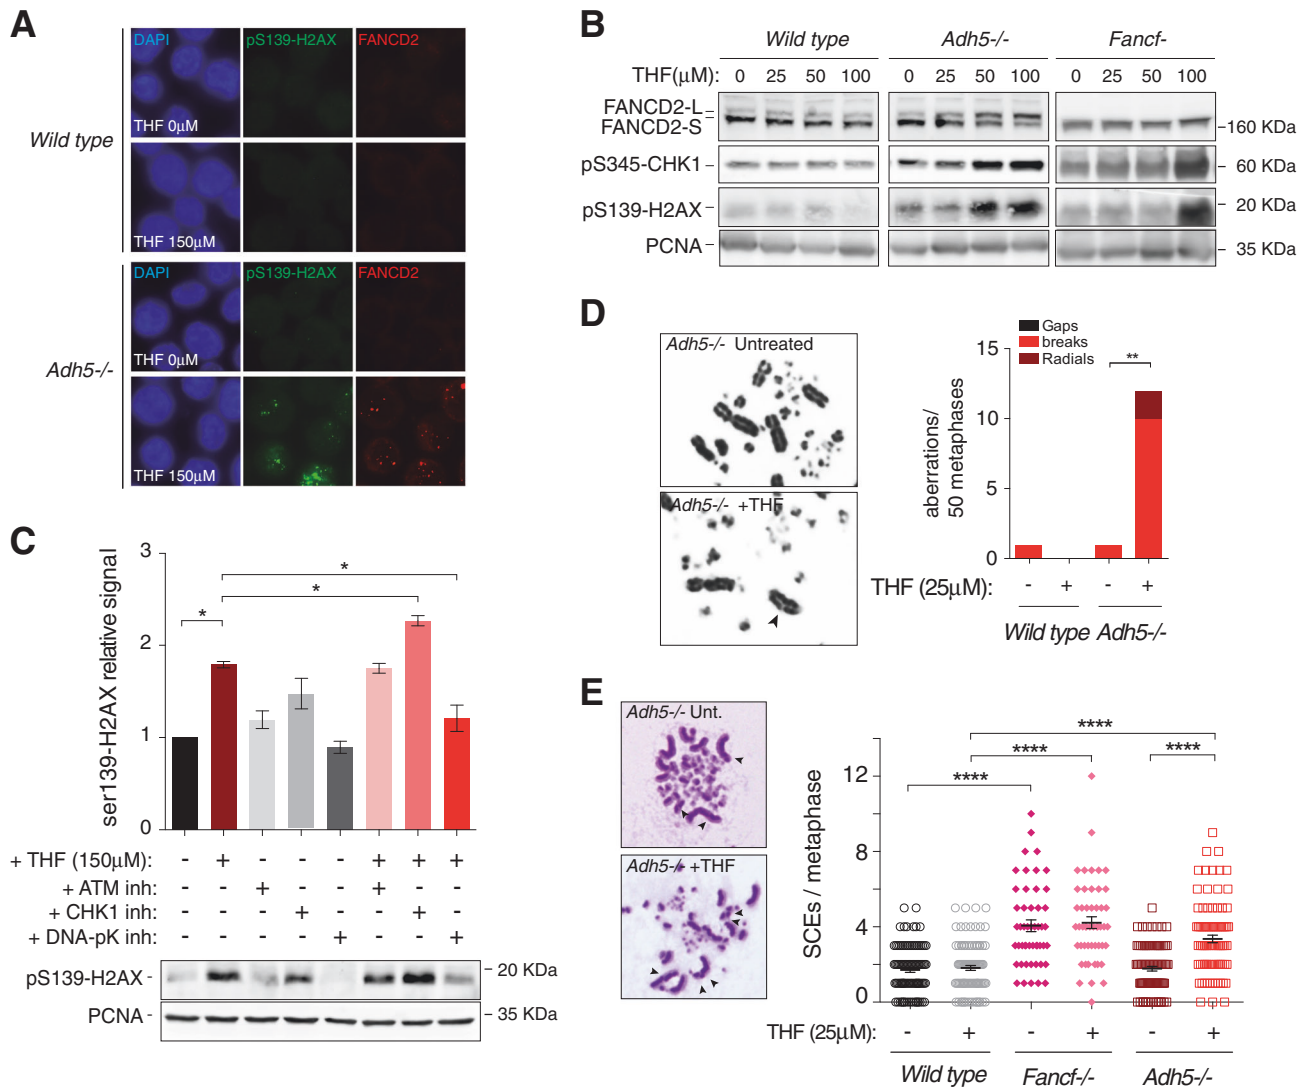 A
DAPI pS139-H2AX FANCD2
THF 0µM
Wild type
THF 150µM
DAPI pS139-H2AX FANCD2
THF 0µM
Adh5-/-
THF 150µM
B
Wild type Adh5-/- Fancf-
THF(µM): 0 25 50 100 0 25 50 100 0 25 50 100
FANCD2-L
FANCD2-S
160 KDa
pS345-CHK1
60 KDa
pS139-H2AX
20 KDa
PCNA
35 KDa
C
ser139-H2AX relative signal
3
2
1
0
* * *
+ THF (150µM): - + - - - + + +
+ ATM inh: - - + - - + - -
+ CHK1 inh: - - - + - - + -
+ DNA-pK inh: - - - - + - - +
pS139-H2AX
20 KDa
PCNA
35 KDa
D
Adh5-/- Untreated
Adh5-/- +THF
Gaps
breaks
Radials
aberrations/
50 metaphases
15
10
5
0
**
THF (25µM): - + - +
Wild type Adh5-/-
E
Adh5-/- Unt.
Adh5-/- +THF
SCEs / metaphase
12
8
4
0
**** **** **** ****
THF (25µM): - + - + - +
Wild type Fancf-/- Adh5-/-